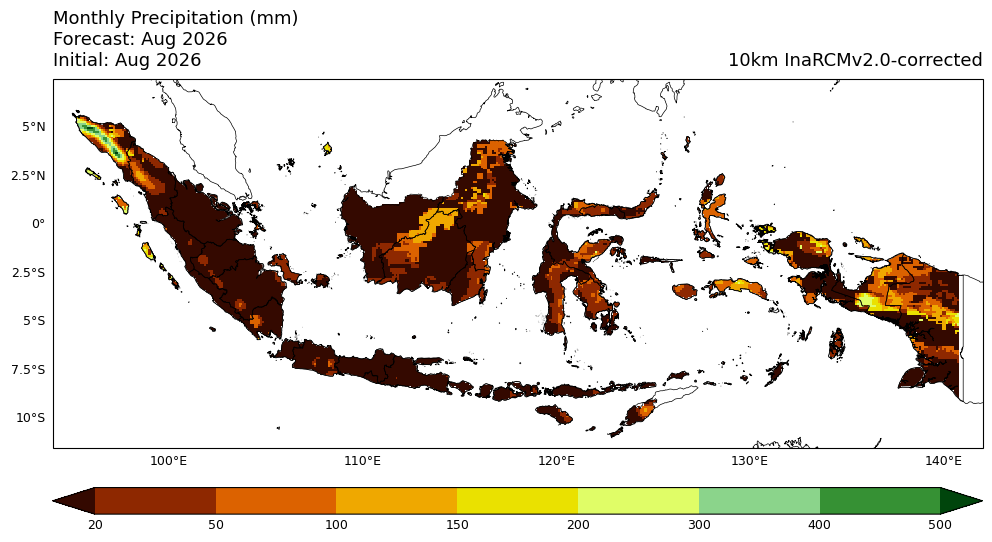 Monthly Precipitation (mm)
Forecast: Aug 2026
Initial: Aug 2026
10km InaRCMv2.0-corrected
5°N
2.5°N
0°
2.5°S
5°S
7.5°S
10°S
100°E 110°E 120°E 130°E 140°E
20 50 100 150 200 300 400 500